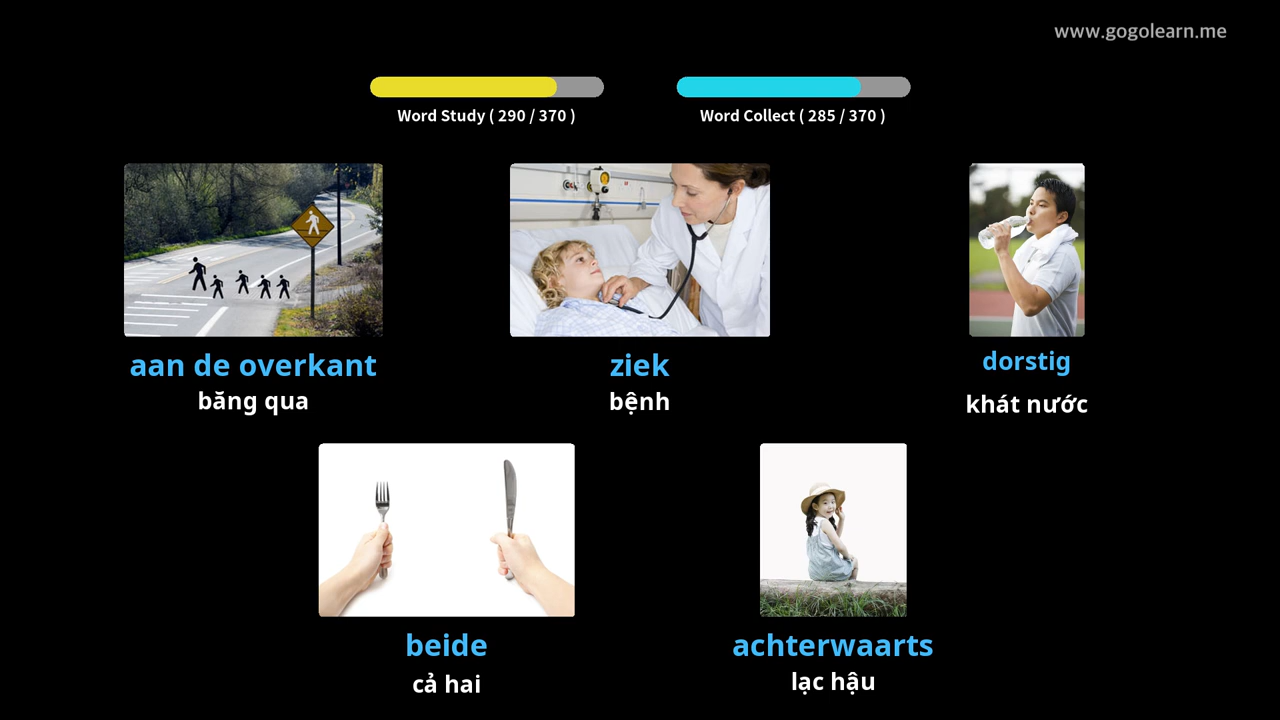 www.gogolearn.me
Word Study ( 290 / 370 )
Word Collect ( 285 / 370 )
aan de overkant
băng qua
ziek
bệnh
dorstig
khát nước
beide
cả hai
achterwaarts
lạc hậu